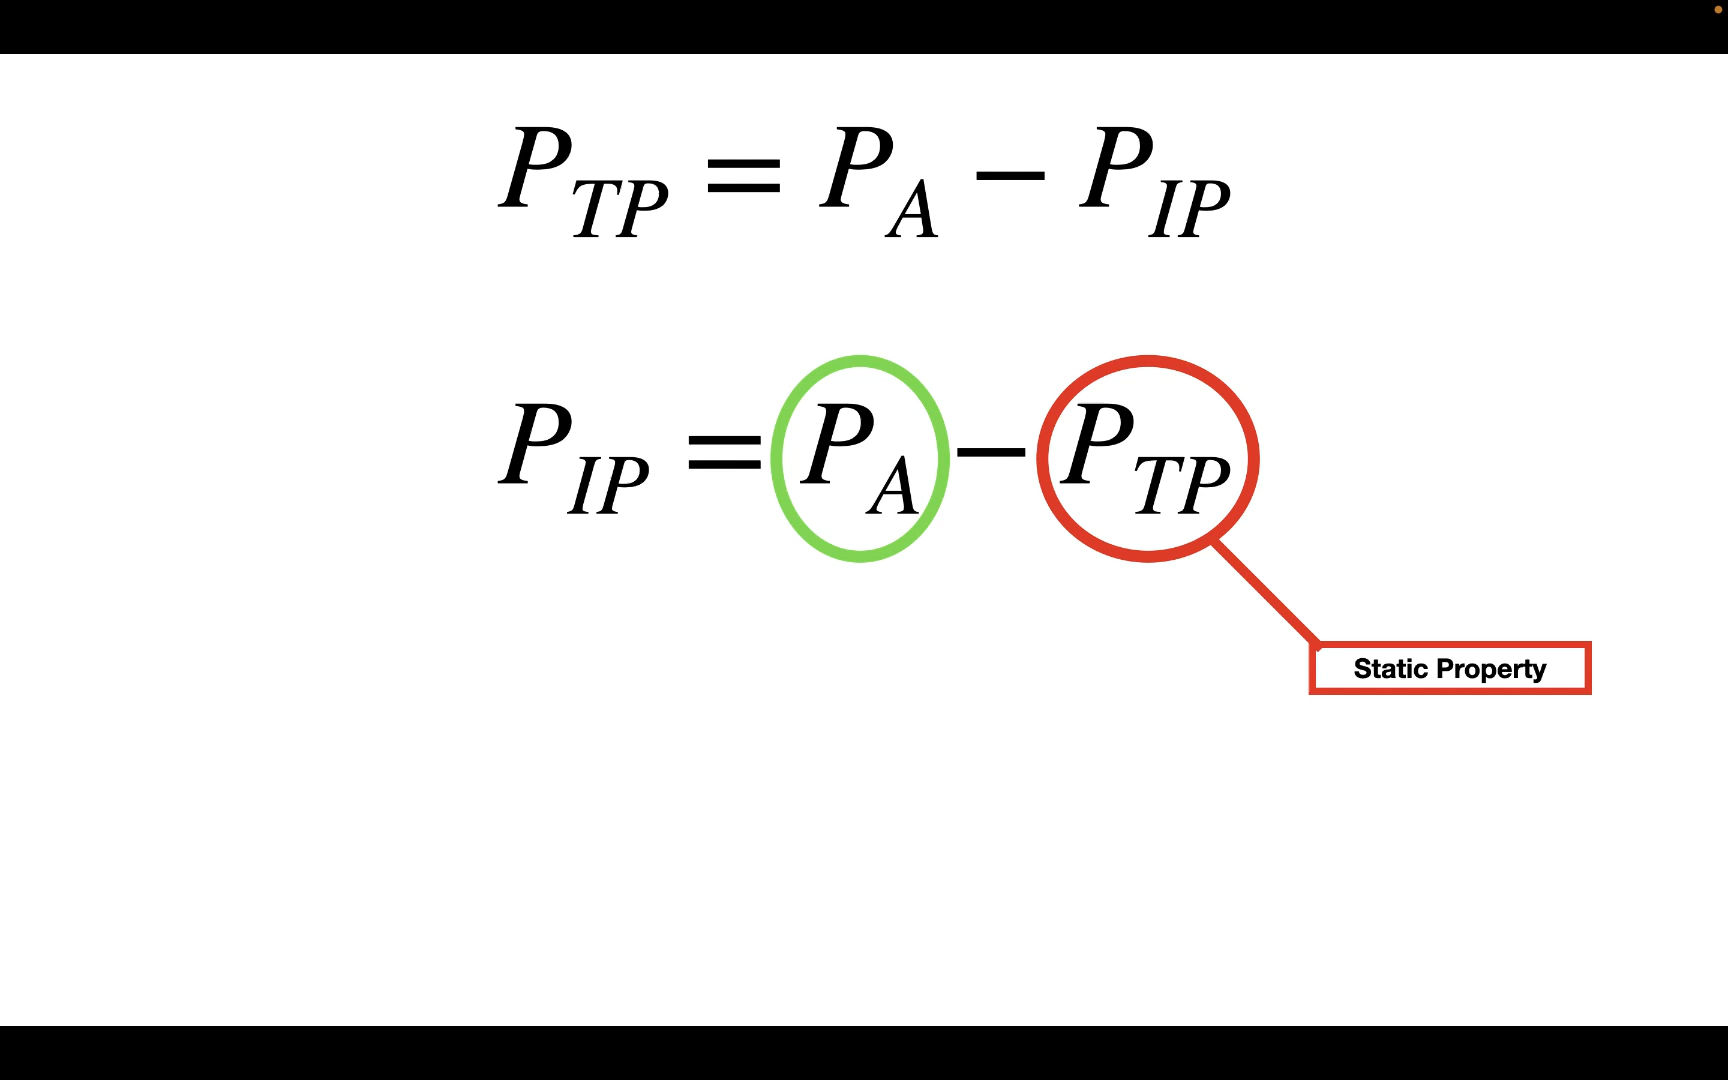 P_TP = P_A − P_IP
P_IP = P_A − P_TP
Static Property